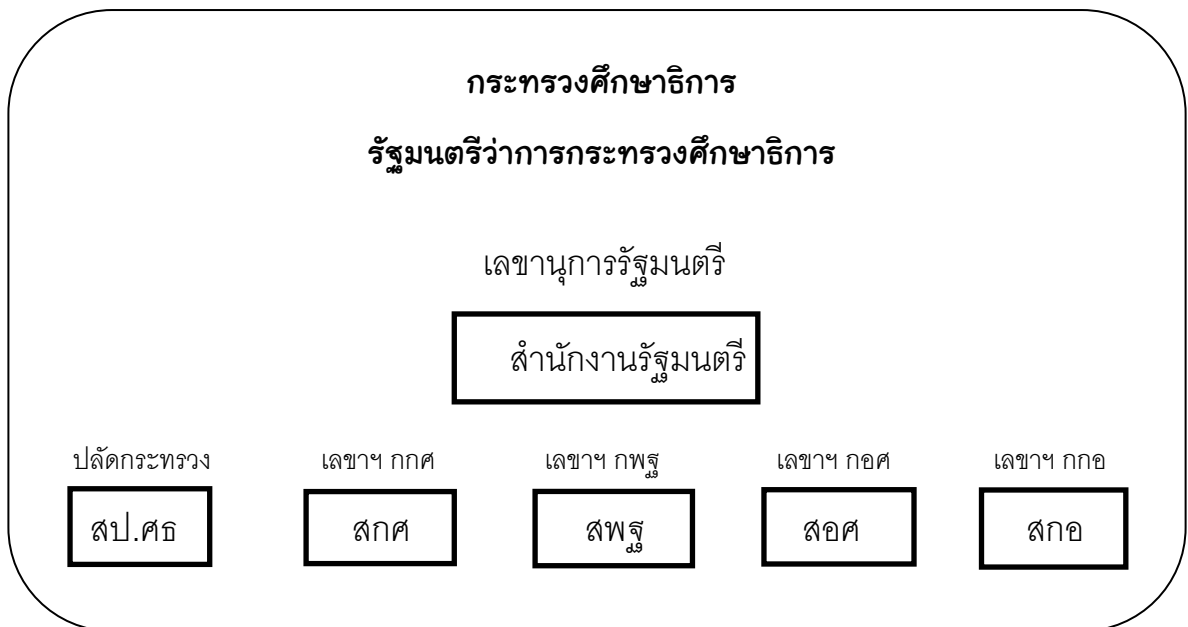 กระทรวงศึกษาธิการ
รัฐมนตรีว่าการกระทรวงศึกษาธิการ
เลขานุการรัฐมนตรี
สำนักงานรัฐมนตรี
ปลัดกระทรวง เลขาฯ กกศ เลขาฯ กพฐ เลขาฯ กอศ เลขาฯ กกอ
สป.ศธ สกศ สพฐ สอศ สกอ